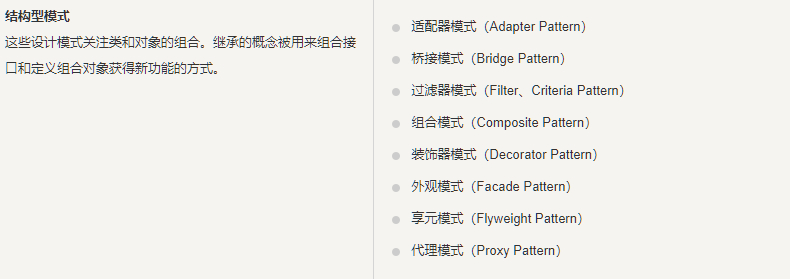 结构型模式
这些设计模式关注类和对象的组合。继承的概念被用来组合接
口和定义组合对象获得新功能的方式。
适配器模式（Adapter Pattern）
桥接模式（Bridge Pattern）
过滤器模式（Filter、Criteria Pattern）
组合模式（Composite Pattern）
装饰器模式（Decorator Pattern）
外观模式（Facade Pattern）
享元模式（Flyweight Pattern）
代理模式（Proxy Pattern）